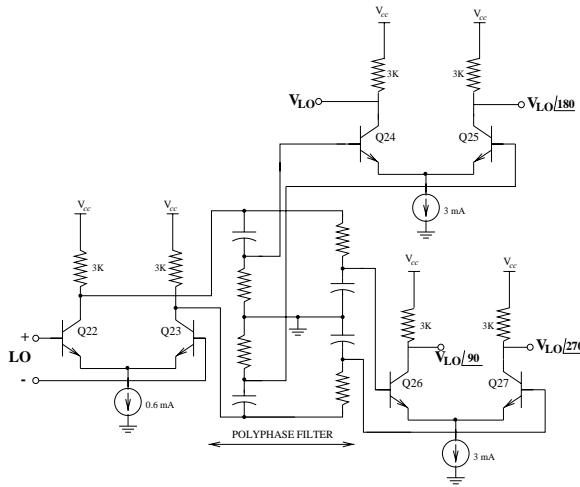 Vcc Vcc
3K 3K
VLO VLO/180
Q24 Q25
3 mA
Vcc Vcc
3K 3K
Vcc Vcc
3K 3K
+ Q22 Q23
LO
-
VLO/90 VLO/270
Q26 Q27
0.6 mA
POLYPHASE FILTER
3 mA